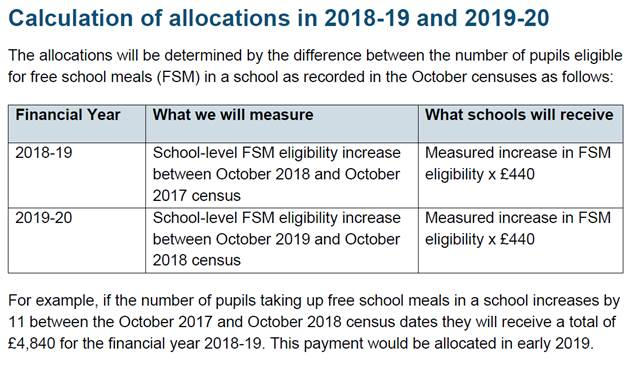 Calculation of allocations in 2018-19 and 2019-20
The allocations will be determined by the difference between the number of pupils eligible
for free school meals (FSM) in a school as recorded in the October censuses as follows:
Financial Year What we will measure What schools will receive
2018-19 School-level FSM eligibility increase Measured increase in FSM
between October 2018 and October eligibility x £440
2017 census
2019-20 School-level FSM eligibility increase Measured increase in FSM
between October 2019 and October eligibility x £440
2018 census
For example, if the number of pupils taking up free school meals in a school increases by
11 between the October 2017 and October 2018 census dates they will receive a total of
£4,840 for the financial year 2018-19. This payment would be allocated in early 2019.